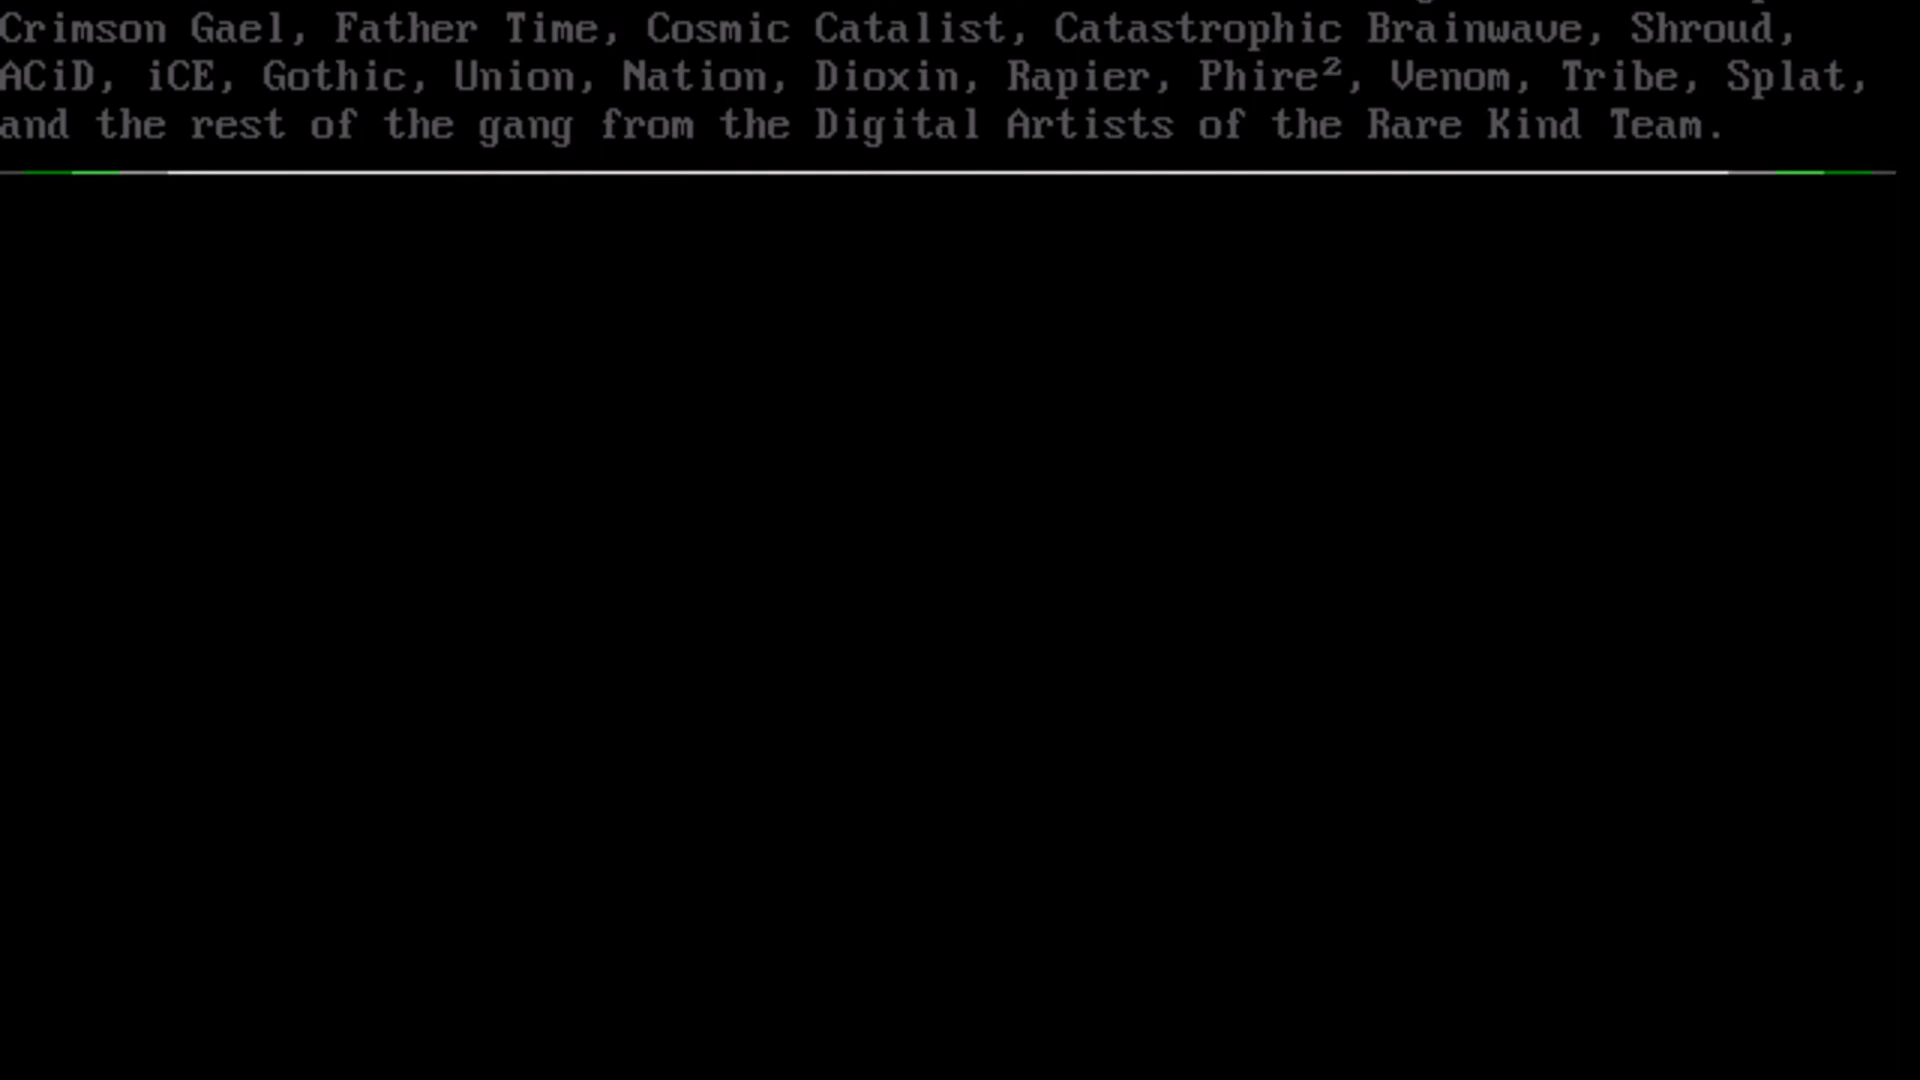 Crimson Gael, Father Time, Cosmic Catalist, Catastrophic Brainwave, Shroud,
ACiD, iCE, Gothic, Union, Nation, Dioxin, Rapier, Phire², Venom, Tribe, Splat,
and the rest of the gang from the Digital Artists of the Rare Kind Team.